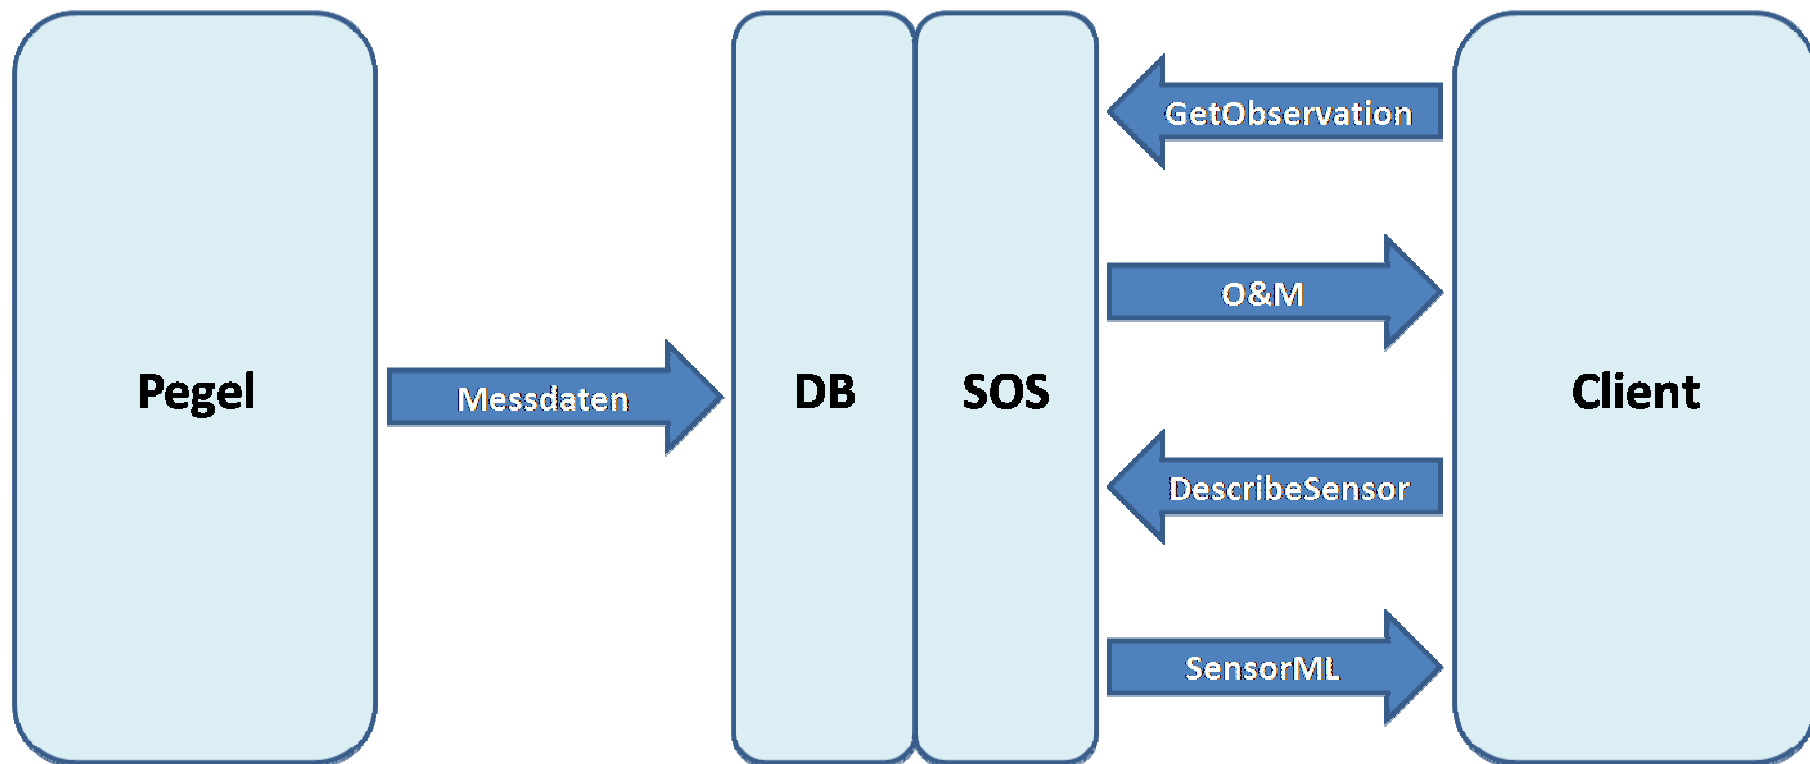 GetObservation
O&M
Pegel
Messdaten
DB
SOS
Client
DescribeSensor
SensorML